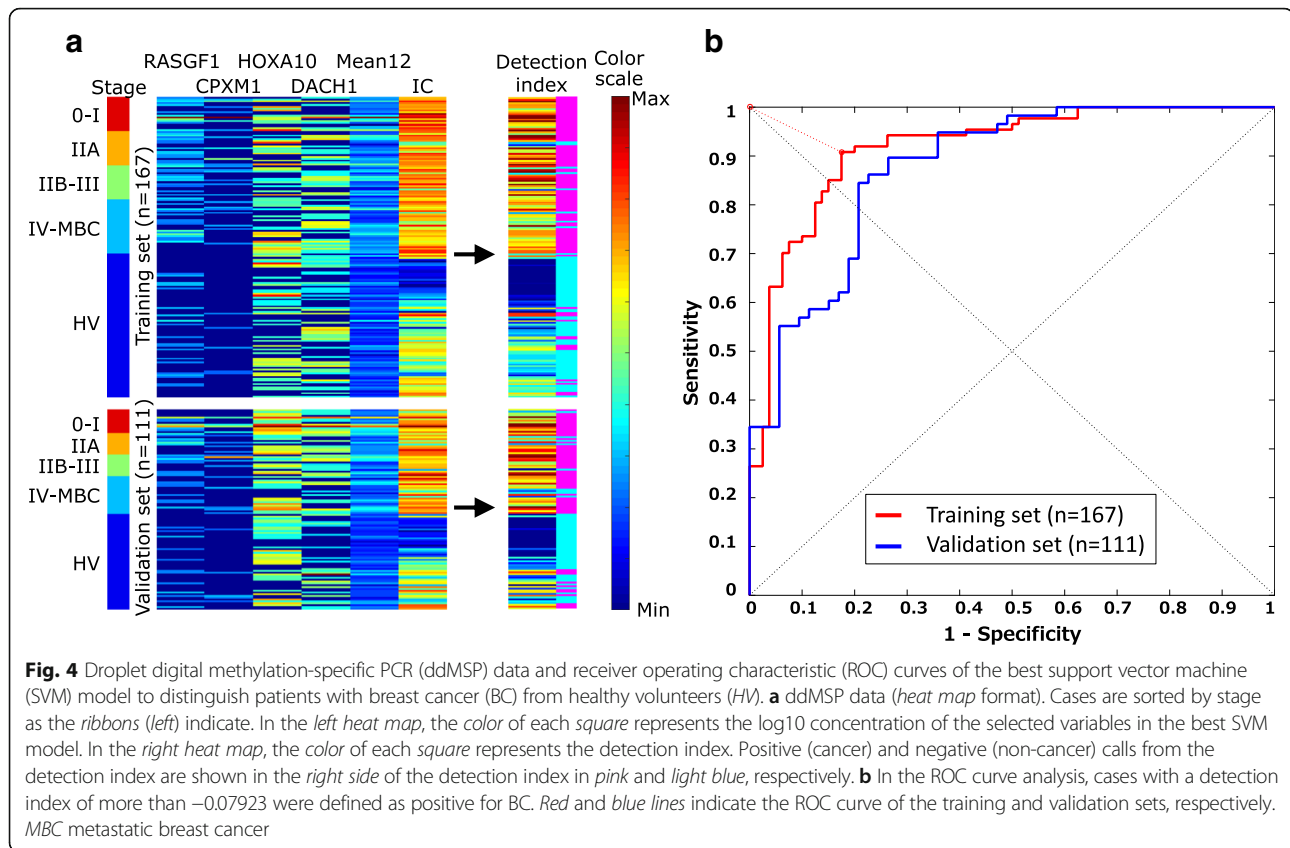 a
RASGF1 HOXA10 Mean12
Stage CPXM1 DACH1 IC
Detection index
Color scale
Max
Min
0-I
IIA
IIB-III
IV-MBC
HV
Training set (n=167)
0-I
IIA
IIB-III
IV-MBC
HV
Validation set (n=111)
b
1
0.9
0.8
0.7
0.6
0.5
0.4
0.3
0.2
0.1
0
Sensitivity
Training set (n=167)
Validation set (n=111)
0 0.1 0.2 0.3 0.4 0.5 0.6 0.7 0.8 0.9 1
1 - Specificity
Fig. 4 Droplet digital methylation-specific PCR (ddMSP) data and receiver operating characteristic (ROC) curves of the best support vector machine
(SVM) model to distinguish patients with breast cancer (BC) from healthy volunteers (HV). a ddMSP data (heat map format). Cases are sorted by stage
as the ribbons (left) indicate. In the left heat map, the color of each square represents the log10 concentration of the selected variables in the best SVM
model. In the right heat map, the color of each square represents the detection index. Positive (cancer) and negative (non-cancer) calls from the
detection index are shown in the right side of the detection index in pink and light blue, respectively. b In the ROC curve analysis, cases with a detection
index of more than −0.07923 were defined as positive for BC. Red and blue lines indicate the ROC curve of the training and validation sets, respectively.
MBC metastatic breast cancer